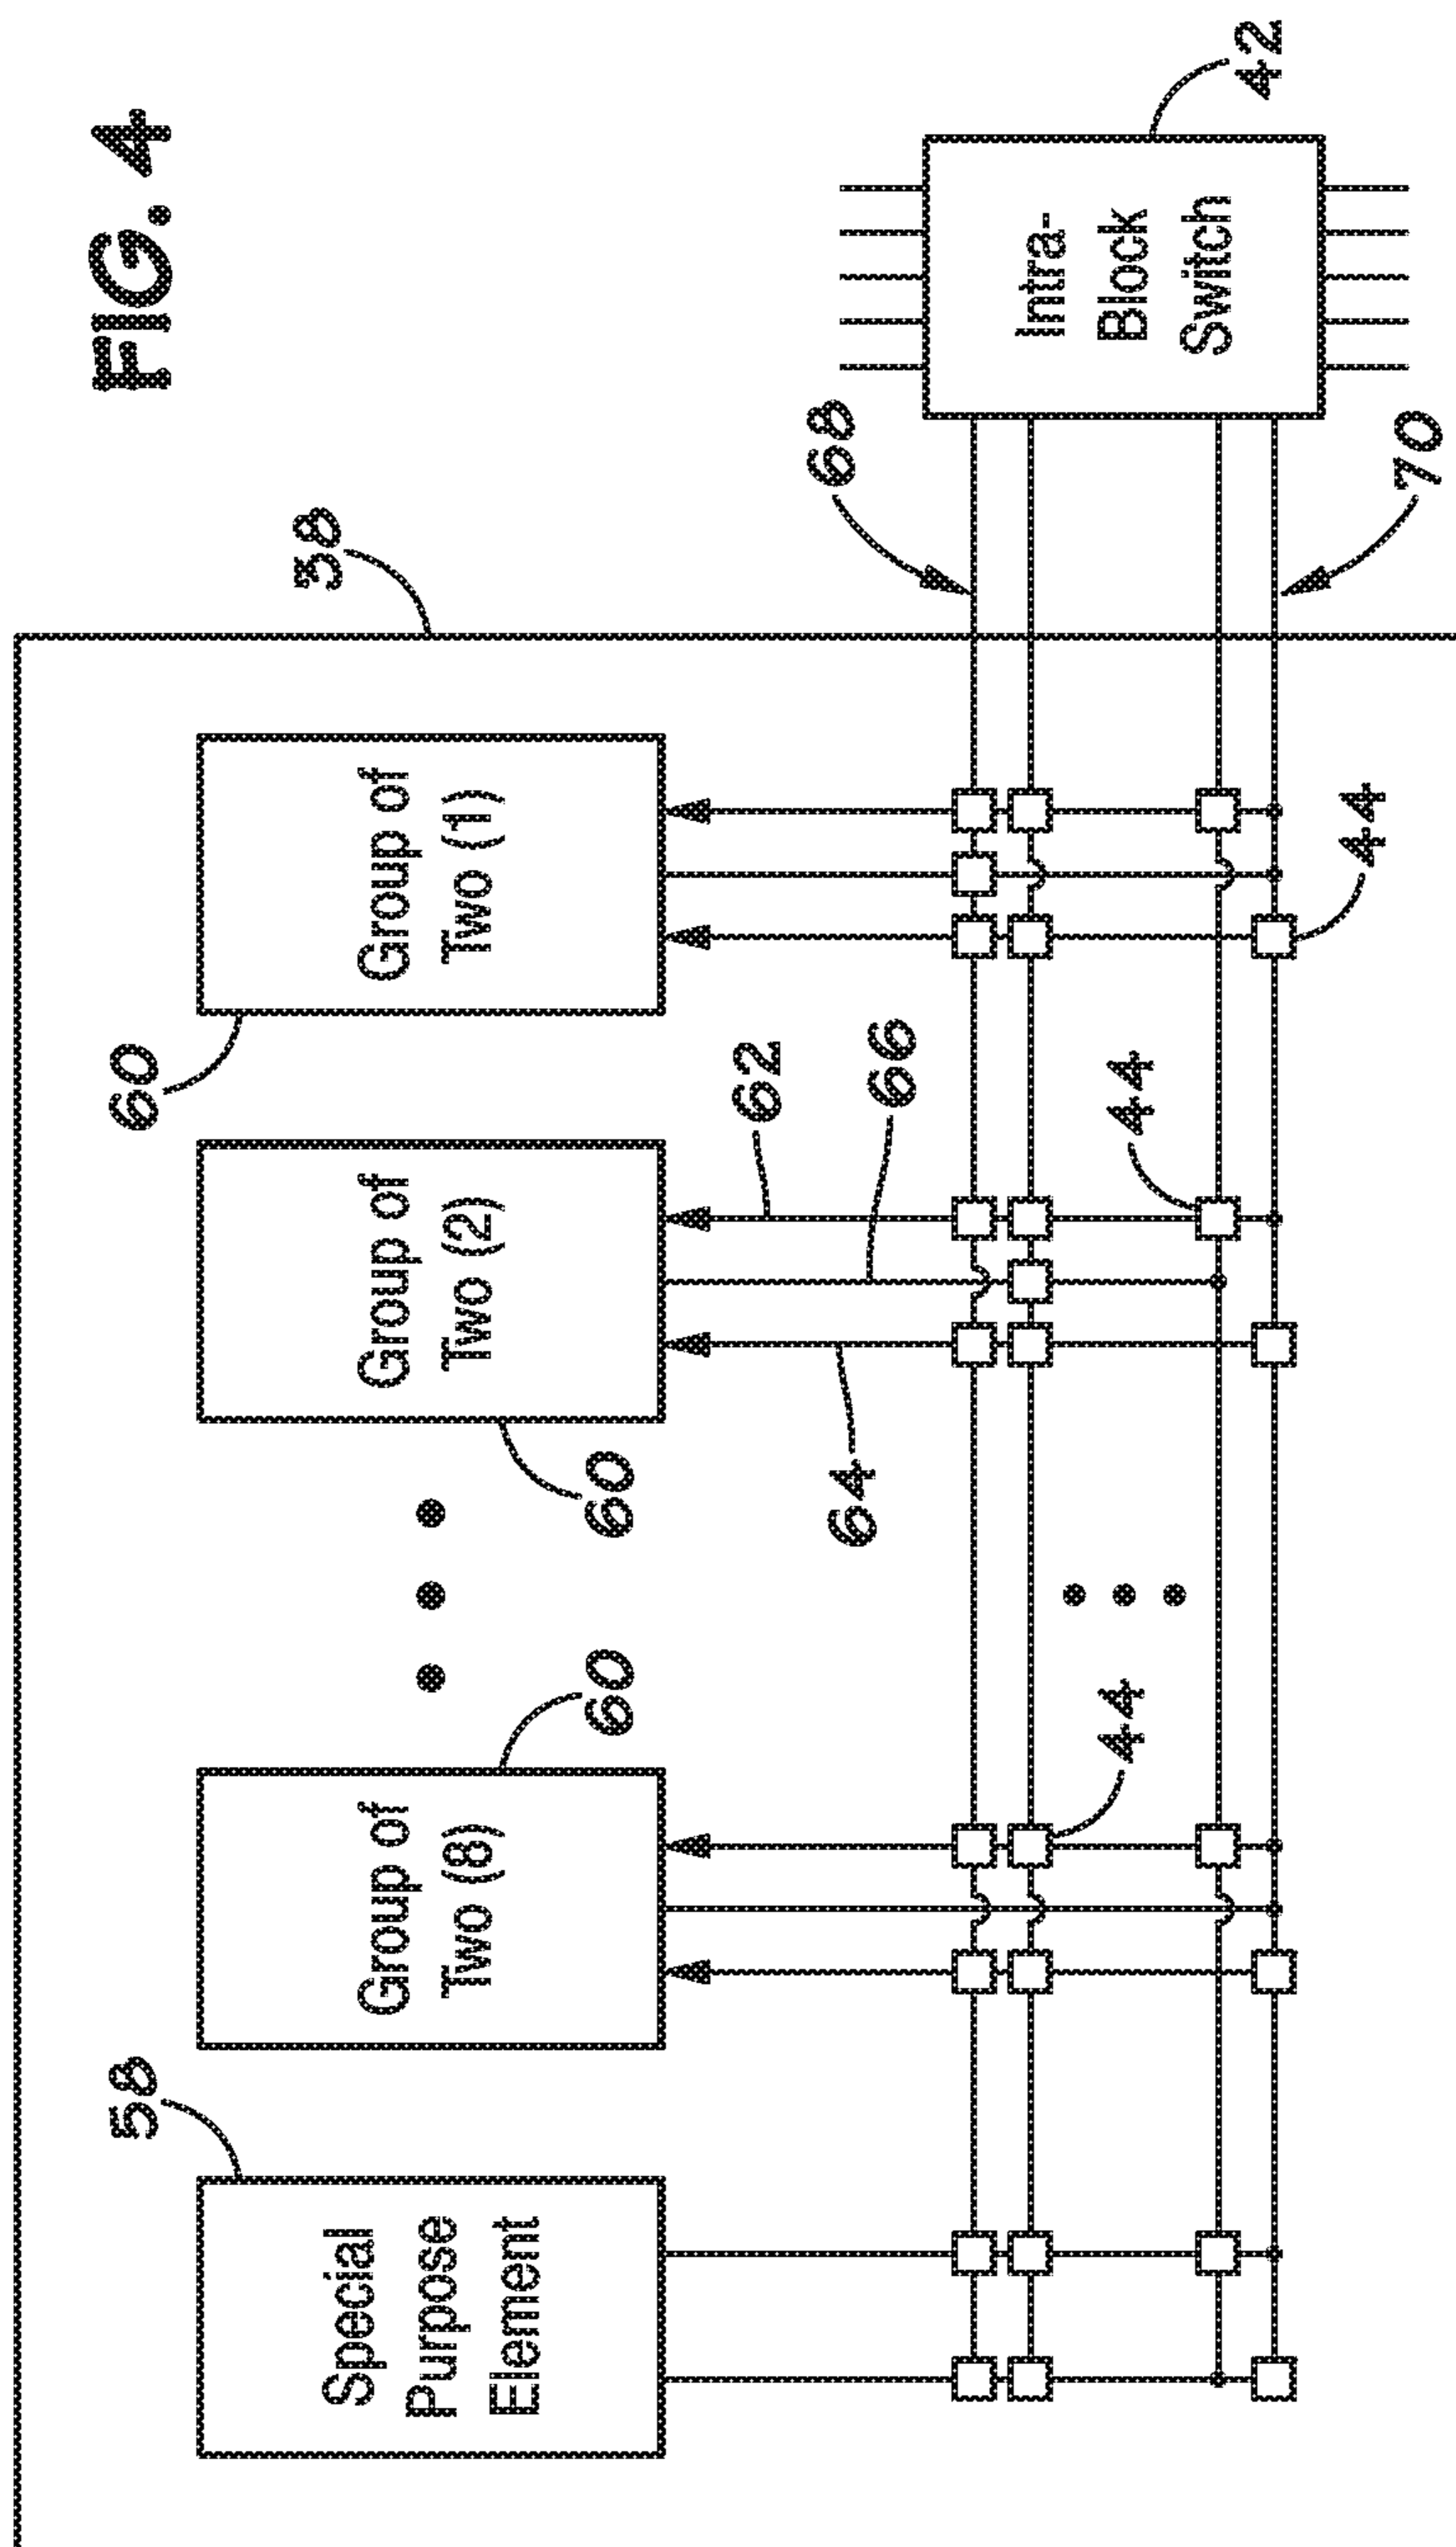 FIG. 4
58
Special
Purpose
Element
60
Group of
Two (8)
60
Group of
Two (2)
60
Group of
Two (1)
38
62
66
64
44
44
44
68
70
Intra-
Block
Switch
42